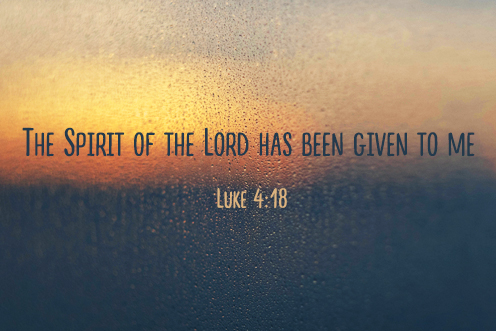 The Spirit of the Lord has been given to me
Luke 4:18